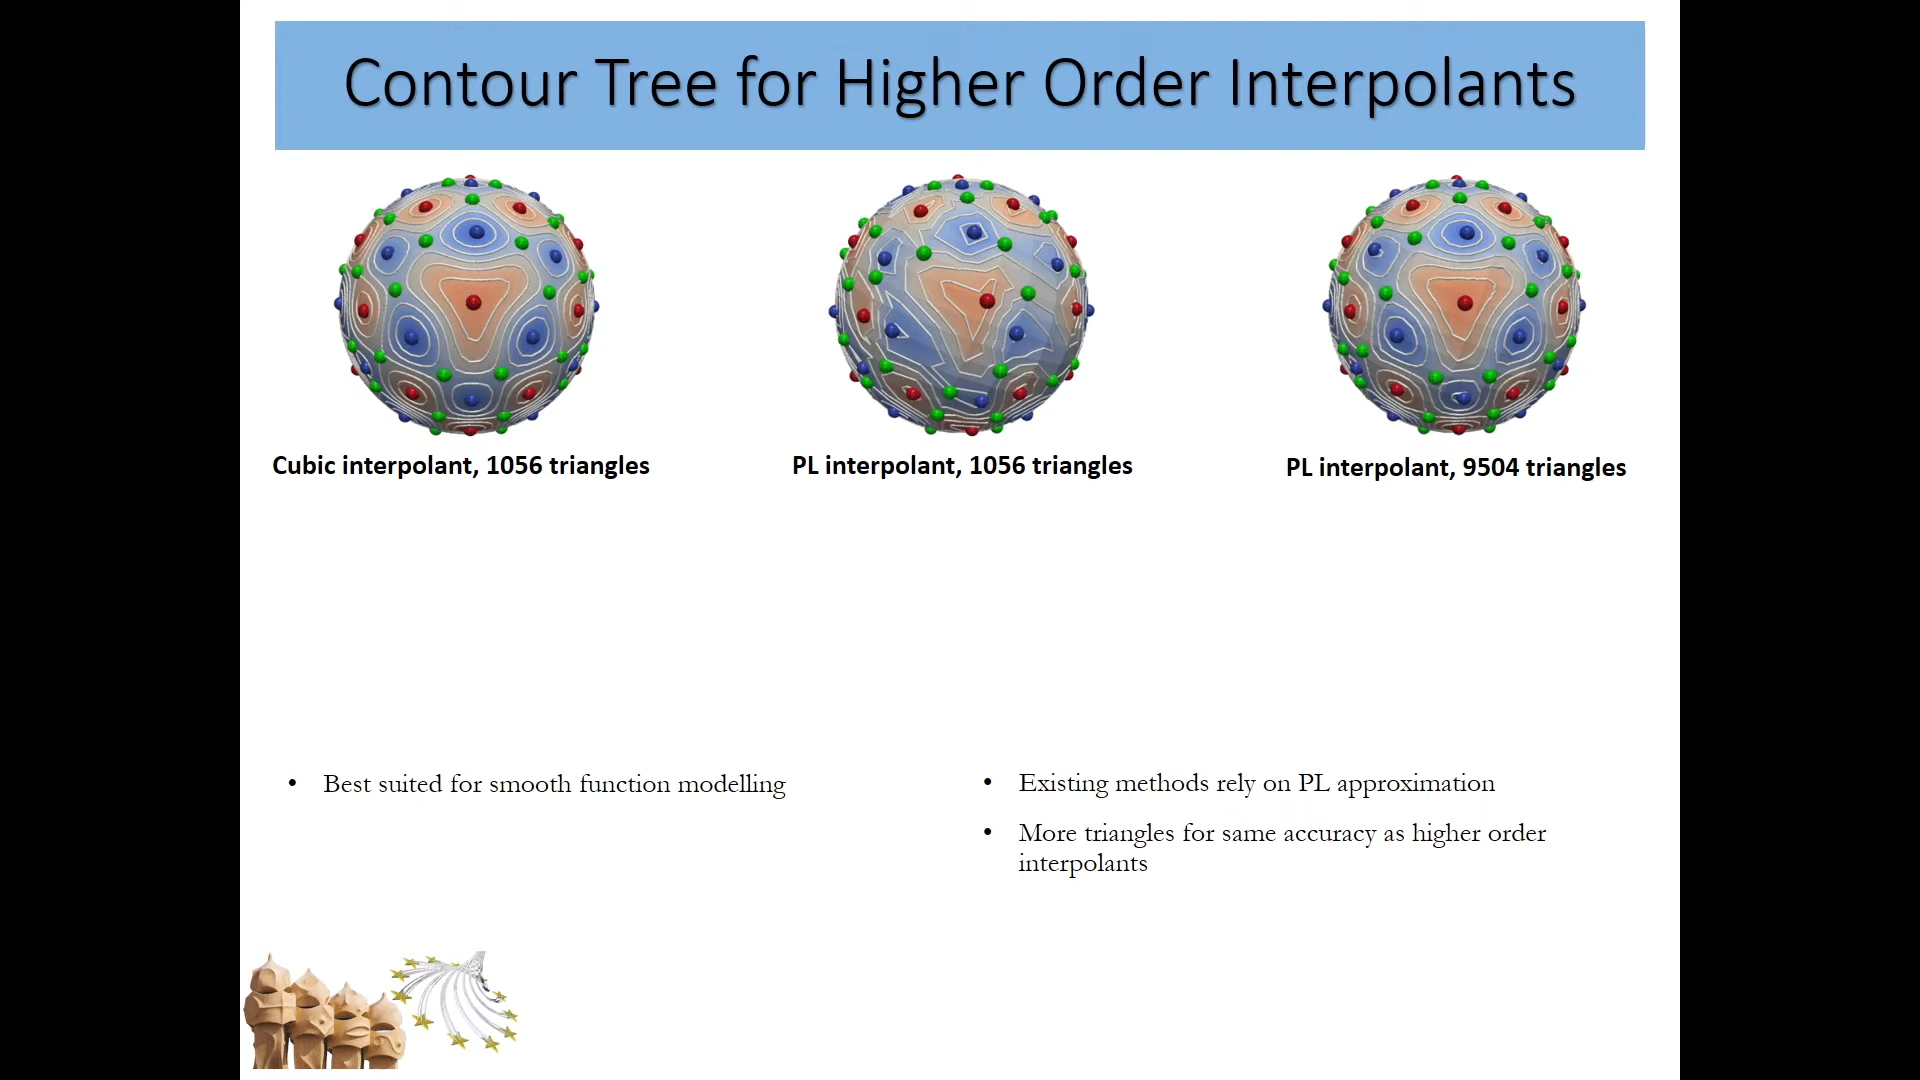 Contour Tree for Higher Order Interpolants
Cubic interpolant, 1056 triangles
PL interpolant, 1056 triangles
PL interpolant, 9504 triangles
• Best suited for smooth function modelling
• Existing methods rely on PL approximation
• More triangles for same accuracy as higher order
interpolants